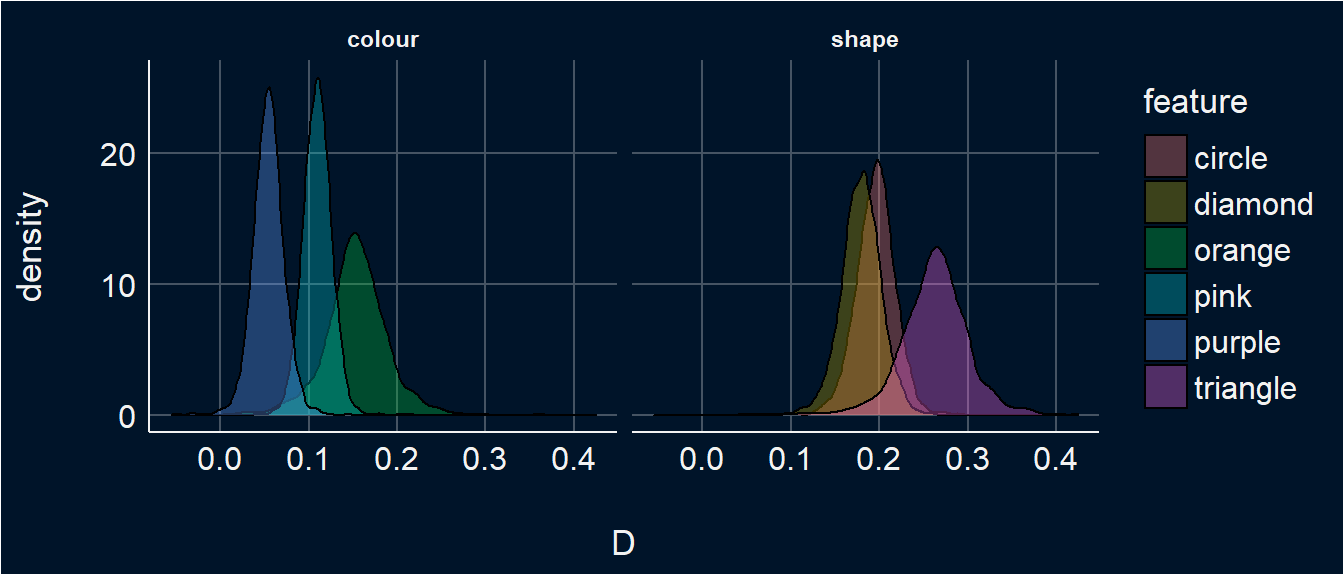 colour
shape
density
20
10
0
0.0 0.1 0.2 0.3 0.4
0.0 0.1 0.2 0.3 0.4
D
feature
circle
diamond
orange
pink
purple
triangle